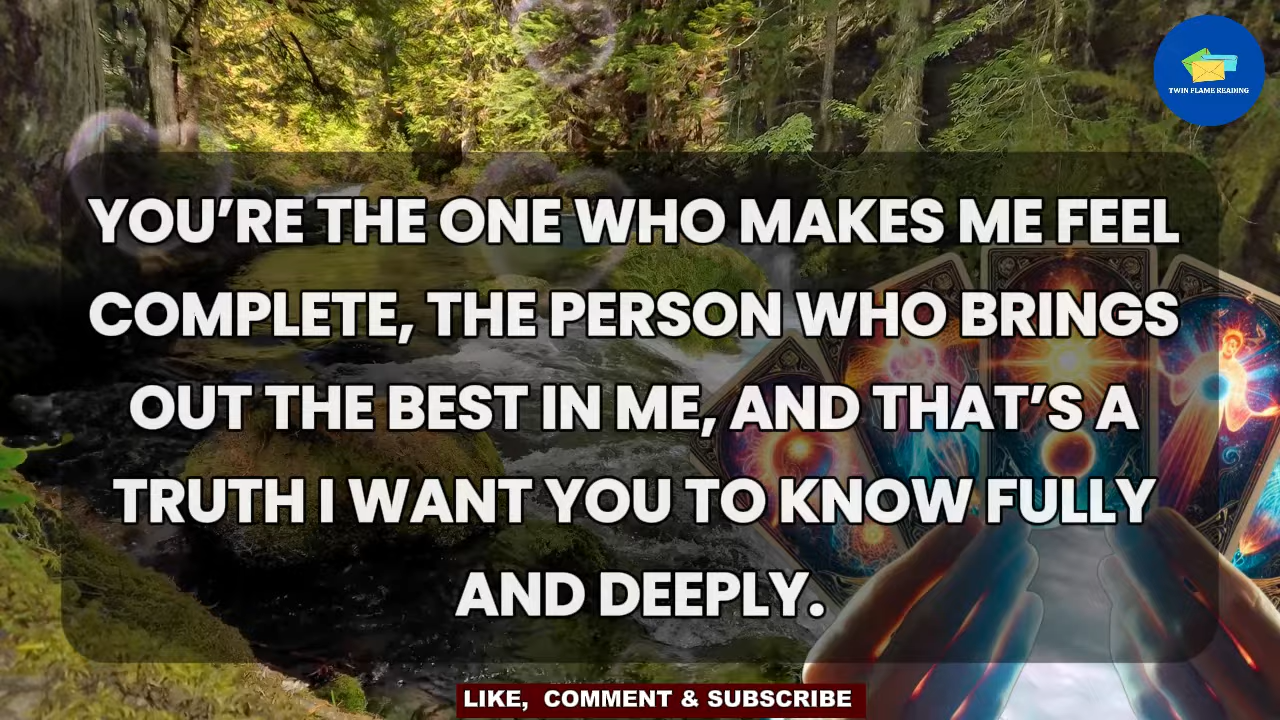 TWIN FLAME READING
YOU’RE THE ONE WHO MAKES ME FEEL
COMPLETE, THE PERSON WHO BRINGS
OUT THE BEST IN ME, AND THAT’S A
TRUTH I WANT YOU TO KNOW FULLY
AND DEEPLY.
LIKE, COMMENT & SUBSCRIBE